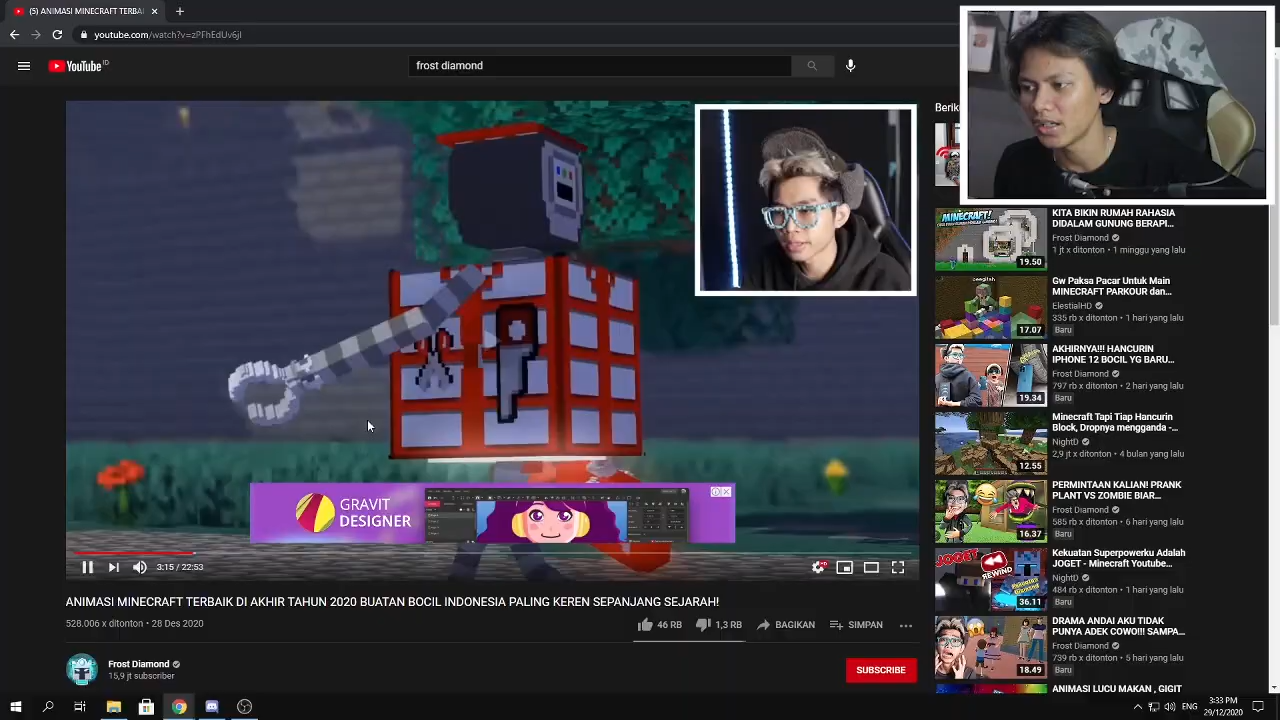 (5) ANIMASI MINECRAFT TERBAI
youtube.com/watch?v=zPFhEdUv6jI
YouTube ID
frost diamond
Berik
KITA BIKIN RUMAH RAHASIA
DIDALAM GUNUNG BERAPI...
Frost Diamond
1 jt x ditonton • 1 minggu yang lalu
MINECRAFT!
19.50
Gw Paksa Pacar Untuk Main
MINECRAFT PARKOUR dan...
ElestialHD
335 rb x ditonton • 1 hari yang lalu
17.07
Baru
AKHIRNYA!!! HANCURIN
IPHONE 12 BOCIL YG BARU...
Frost Diamond
797 rb x ditonton • 2 hari yang lalu
19.34
Baru
Minecraft Tapi Tiap Hancurin
Block, Dropnya mengganda -...
NightD
2,9 jt x ditonton • 4 bulan yang lalu
12.55
PERMINTAAN KALIAN! PRANK
PLANT VS ZOMBIE BIAR...
Frost Diamond
585 rb x ditonton • 6 hari yang lalu
16.37
Baru
Kekuatan Superpowerku Adalah
JOGET - Minecraft Youtube...
NightD
484 rb x ditonton • 1 hari yang lalu
JOGET
REWIND
36.11
Baru
DRAMA ANDAI AKU TIDAK
PUNYA ADEK COWO!!! SAMPA...
Frost Diamond
739 rb x ditonton • 5 hari yang lalu
18.49
Baru
ANIMASI LUCU MAKAN , GIGIT
GRAVIT
DESIGNER
3:15 / 22:53
ANIMASI MINECRAFT TERBAIK DI AKHIR TAHUN BUATAN BOCIL INDONESIA PALING KEREN SEPANJANG SEJARAH!
528.006 x ditonton • 28 Des 2020
46 RB
1,3 RB
BAGIKAN
SIMPAN
Frost Diamond
15,9 jt subscriber
SUBSCRIBE
ENG
3:33 PM
29/12/2020